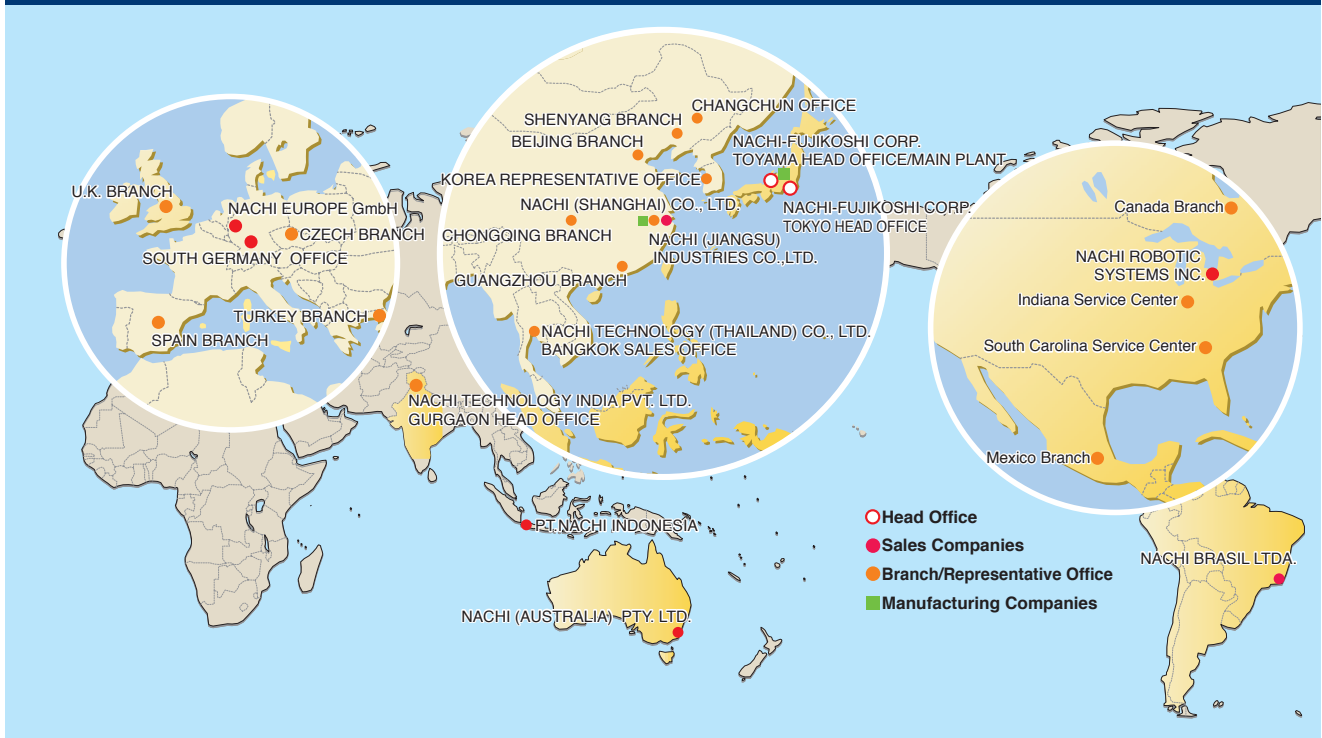 U.K. BRANCH
NACHI EUROPE GmbH
CZECH BRANCH
SOUTH GERMANY OFFICE
TURKEY BRANCH
SPAIN BRANCH
CHANGCHUN OFFICE
SHENYANG BRANCH
BEIJING BRANCH
NACHI-FUJIKOSHI CORP.
TOYAMA HEAD OFFICE/MAIN PLANT
KOREA REPRESENTATIVE OFFICE
NACHI (SHANGHAI) CO., LTD.
NACHI-FUJIKOSHI CORP.
TOKYO HEAD OFFICE
CHONGQING BRANCH
NACHI (JIANGSU)
INDUSTRIES CO.,LTD.
GUANGZHOU BRANCH
NACHI TECHNOLOGY (THAILAND) CO., LTD.
BANGKOK SALES OFFICE
NACHI TECHNOLOGY INDIA PVT. LTD.
GURGAON HEAD OFFICE
PT.NACHI INDONESIA
NACHI (AUSTRALIA) PTY. LTD.
Canada Branch
NACHI ROBOTIC
SYSTEMS INC.
Indiana Service Center
South Carolina Service Center
Mexico Branch
NACHI BRASIL LTDA.
Head Office
Sales Companies
Branch/Representative Office
Manufacturing Companies